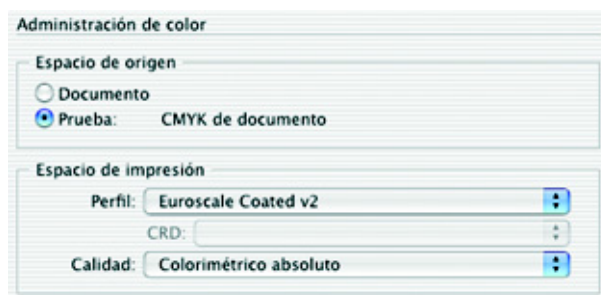 Administración de color
Espacio de origen
Documento
Prueba: CMYK de documento
Espacio de impresión
Perfil: Euroscale Coated v2
CRD:
Calidad: Colorimétrico absoluto